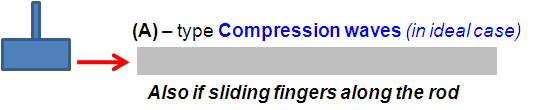 (A) – type Compression waves (in ideal case)
Also if sliding fingers along the rod